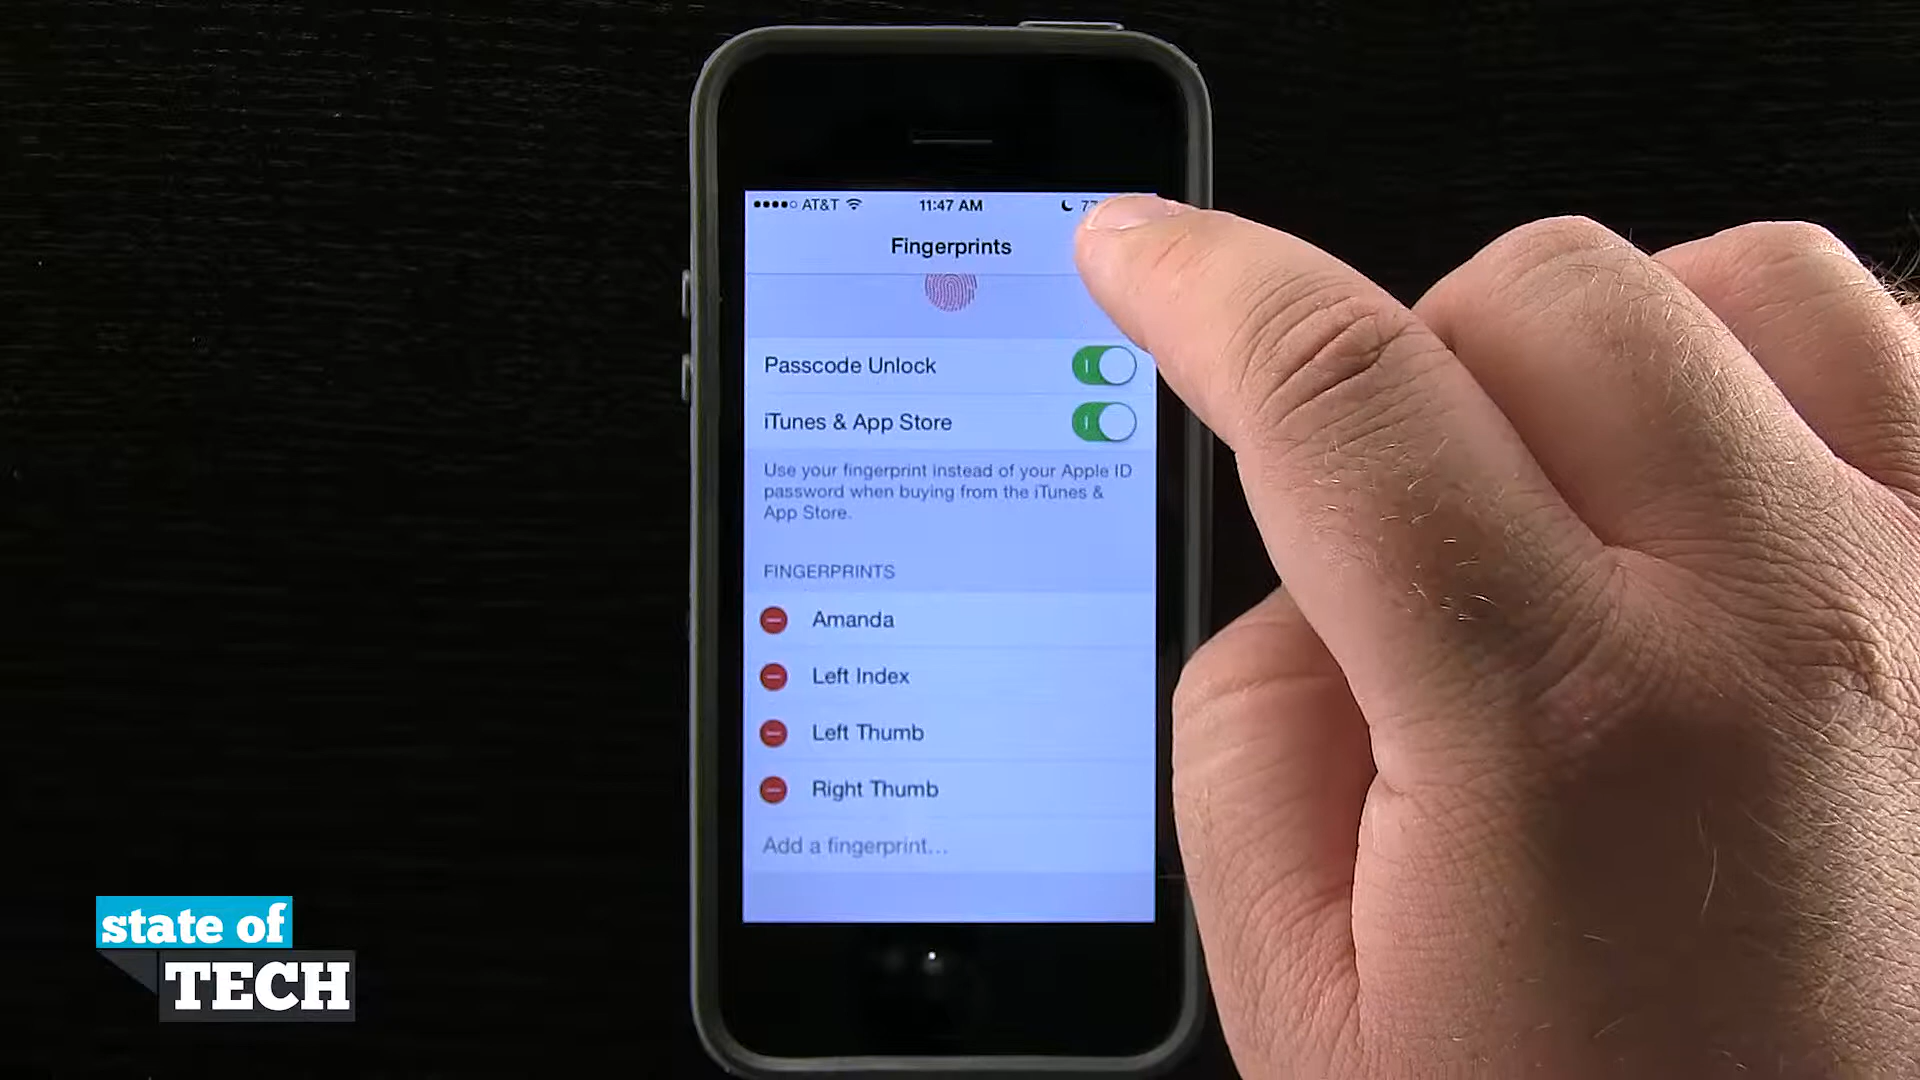 AT&T 11:47 AM
Fingerprints
Passcode Unlock
iTunes & App Store
Use your fingerprint instead of your Apple ID
password when buying from the iTunes &
App Store.
FINGERPRINTS
Amanda
Left Index
Left Thumb
Right Thumb
Add a fingerprint...
state of
TECH